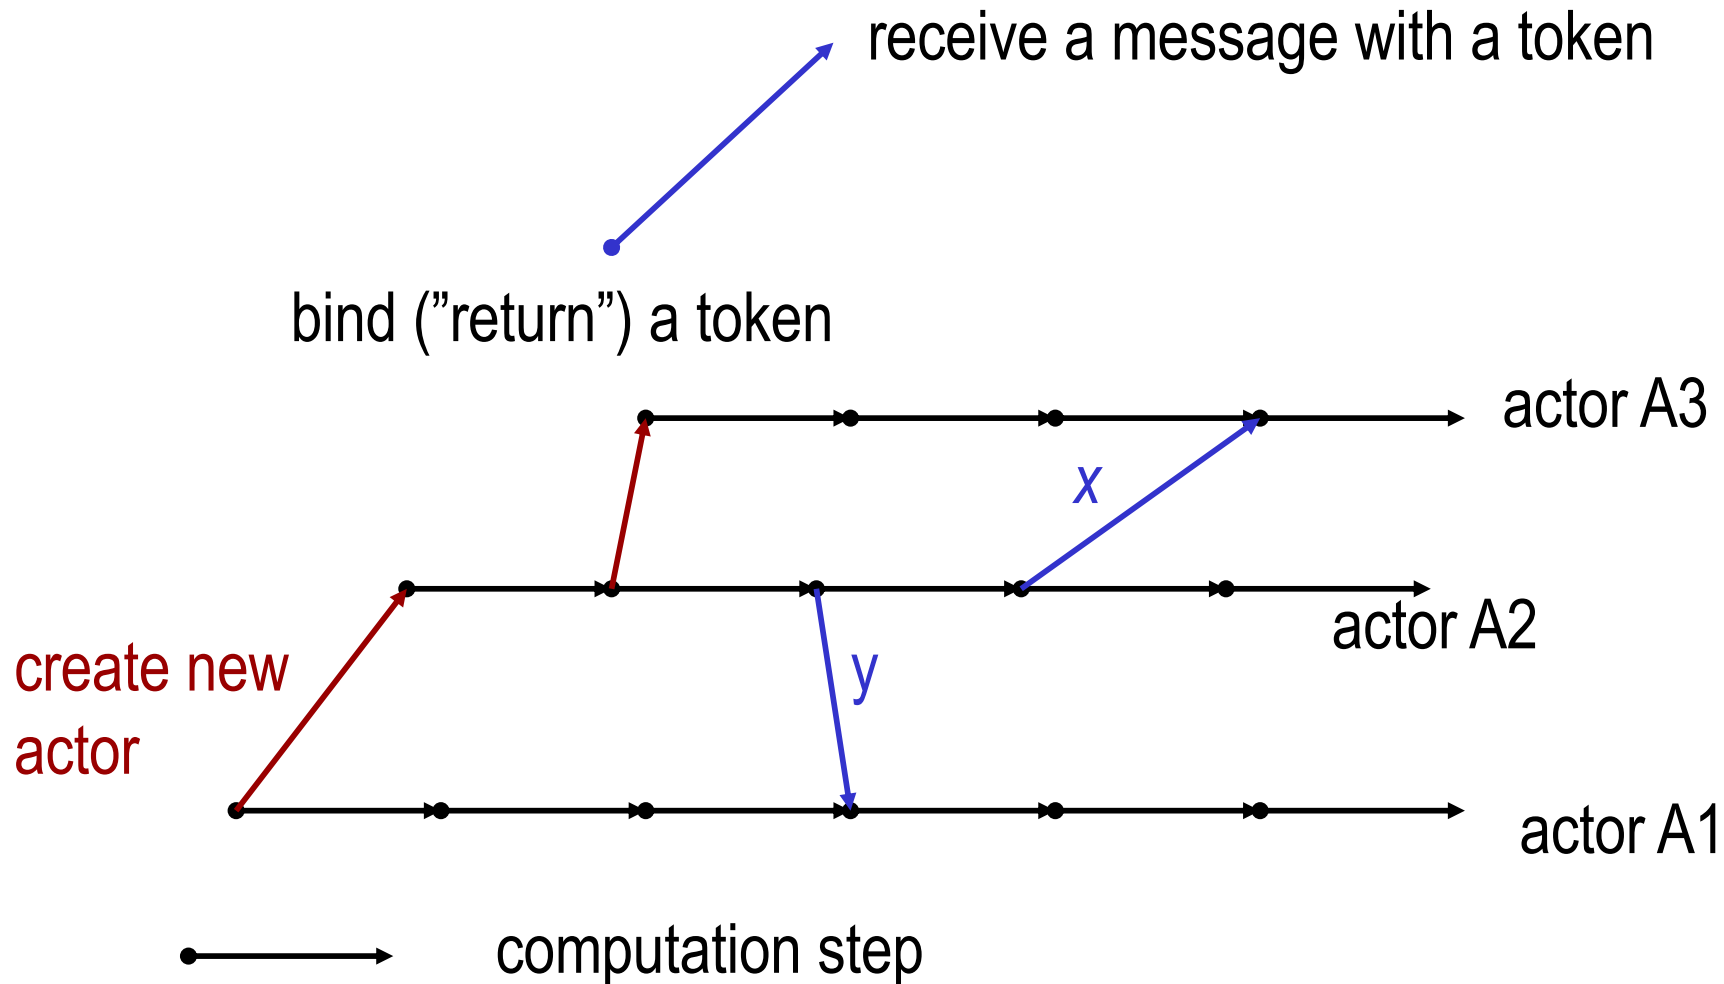 receive a message with a token
bind (”return”) a token
actor A3
x
actor A2
create new
y
actor
actor A1
computation step